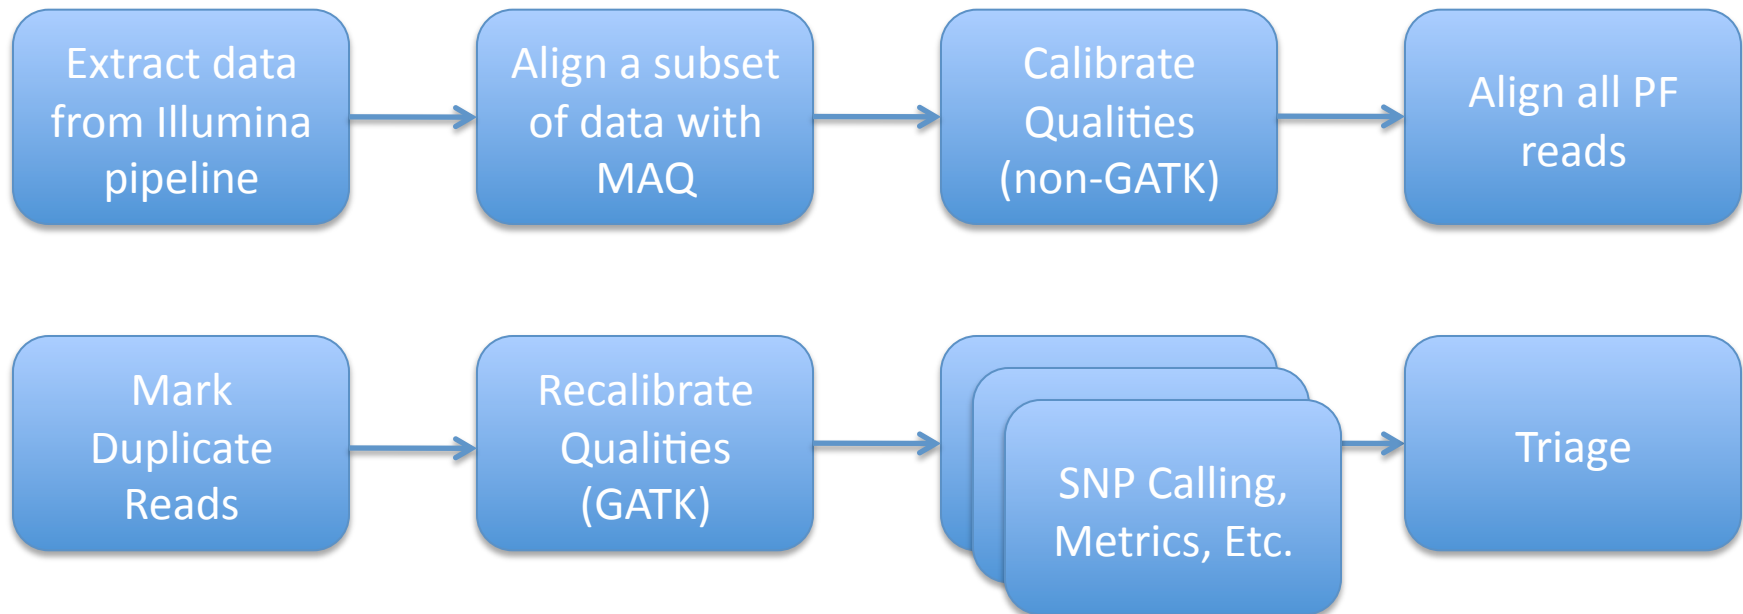 Extract data
from Illumina
pipeline
Align a subset
of data with
MAQ
Calibrate
Qualities
(non-GATK)
Align all PF
reads
Mark
Duplicate
Reads
Recalibrate
Qualities
(GATK)
SNP Calling,
Metrics, Etc.
Triage